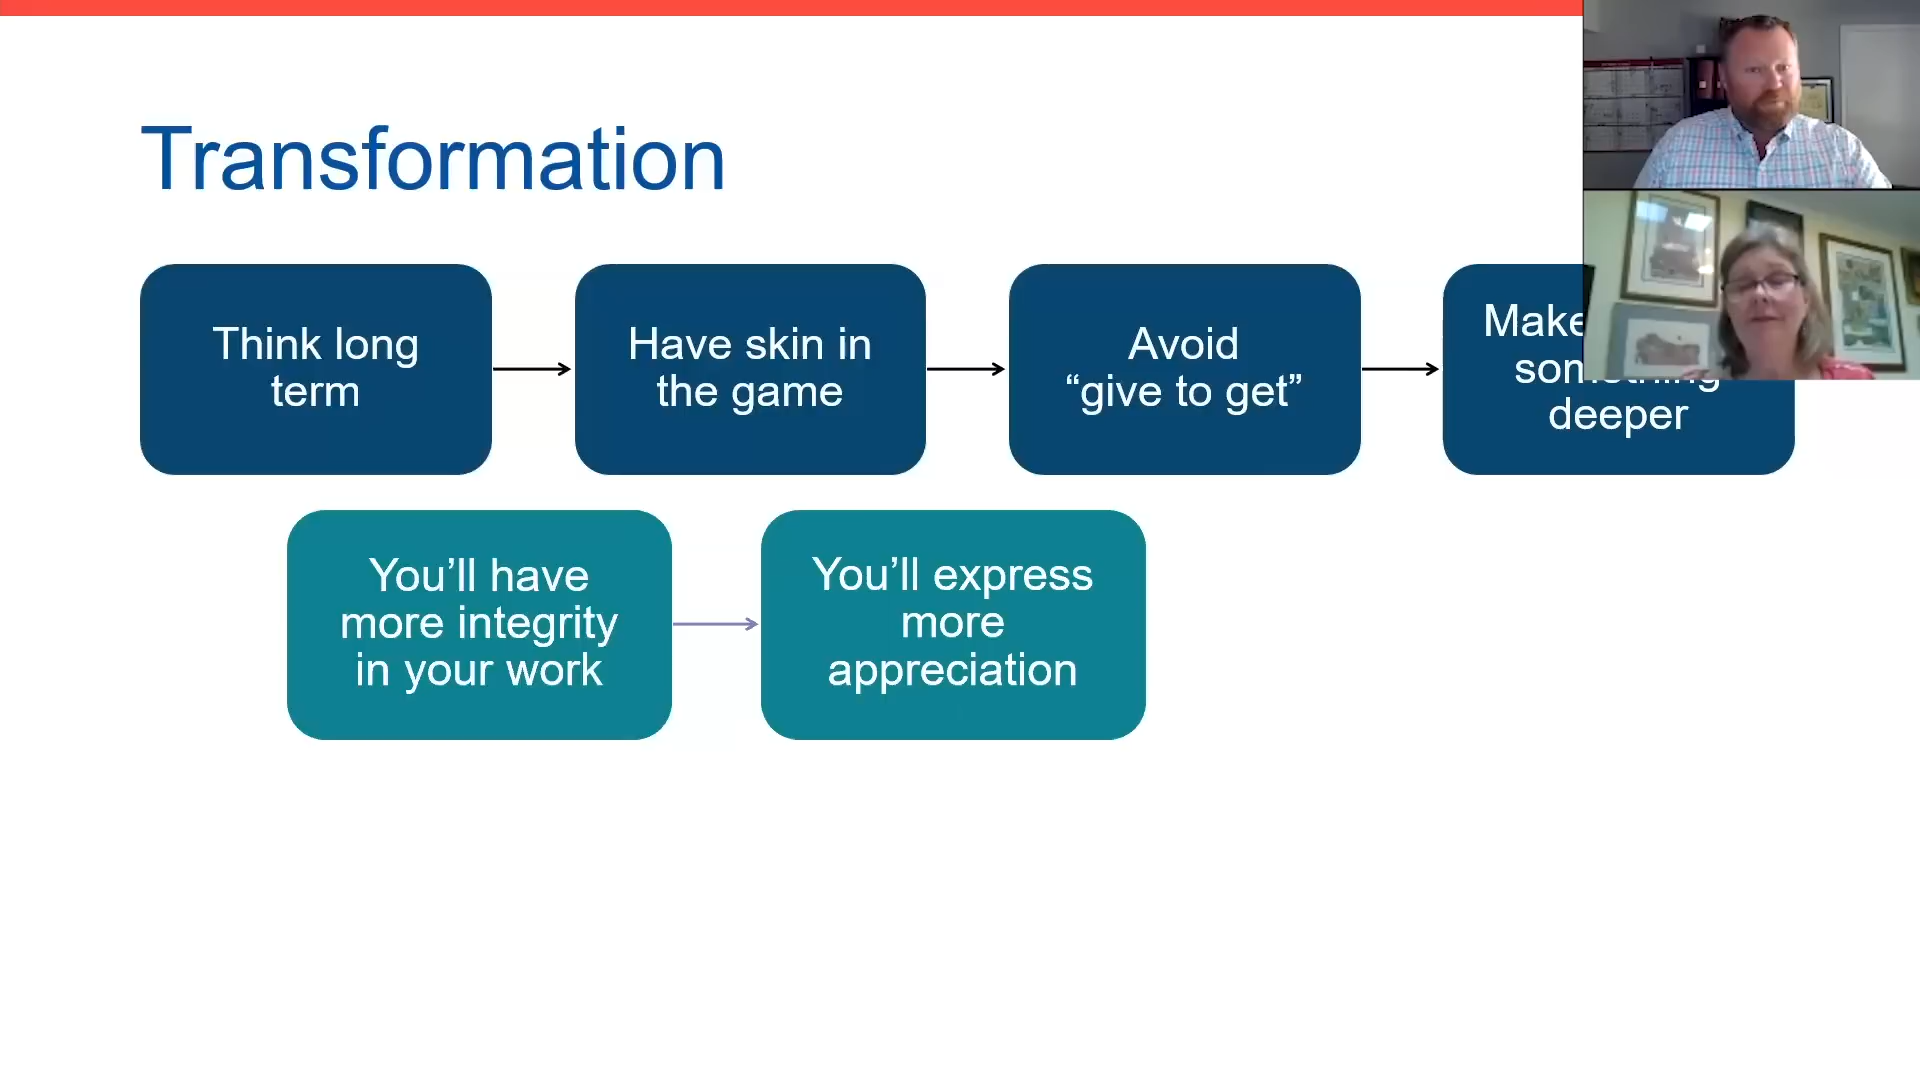 Transformation
Think long
term
Have skin in
the game
Avoid
“give to get”
Make
something
deeper
You’ll have
more integrity
in your work
You’ll express
more
appreciation